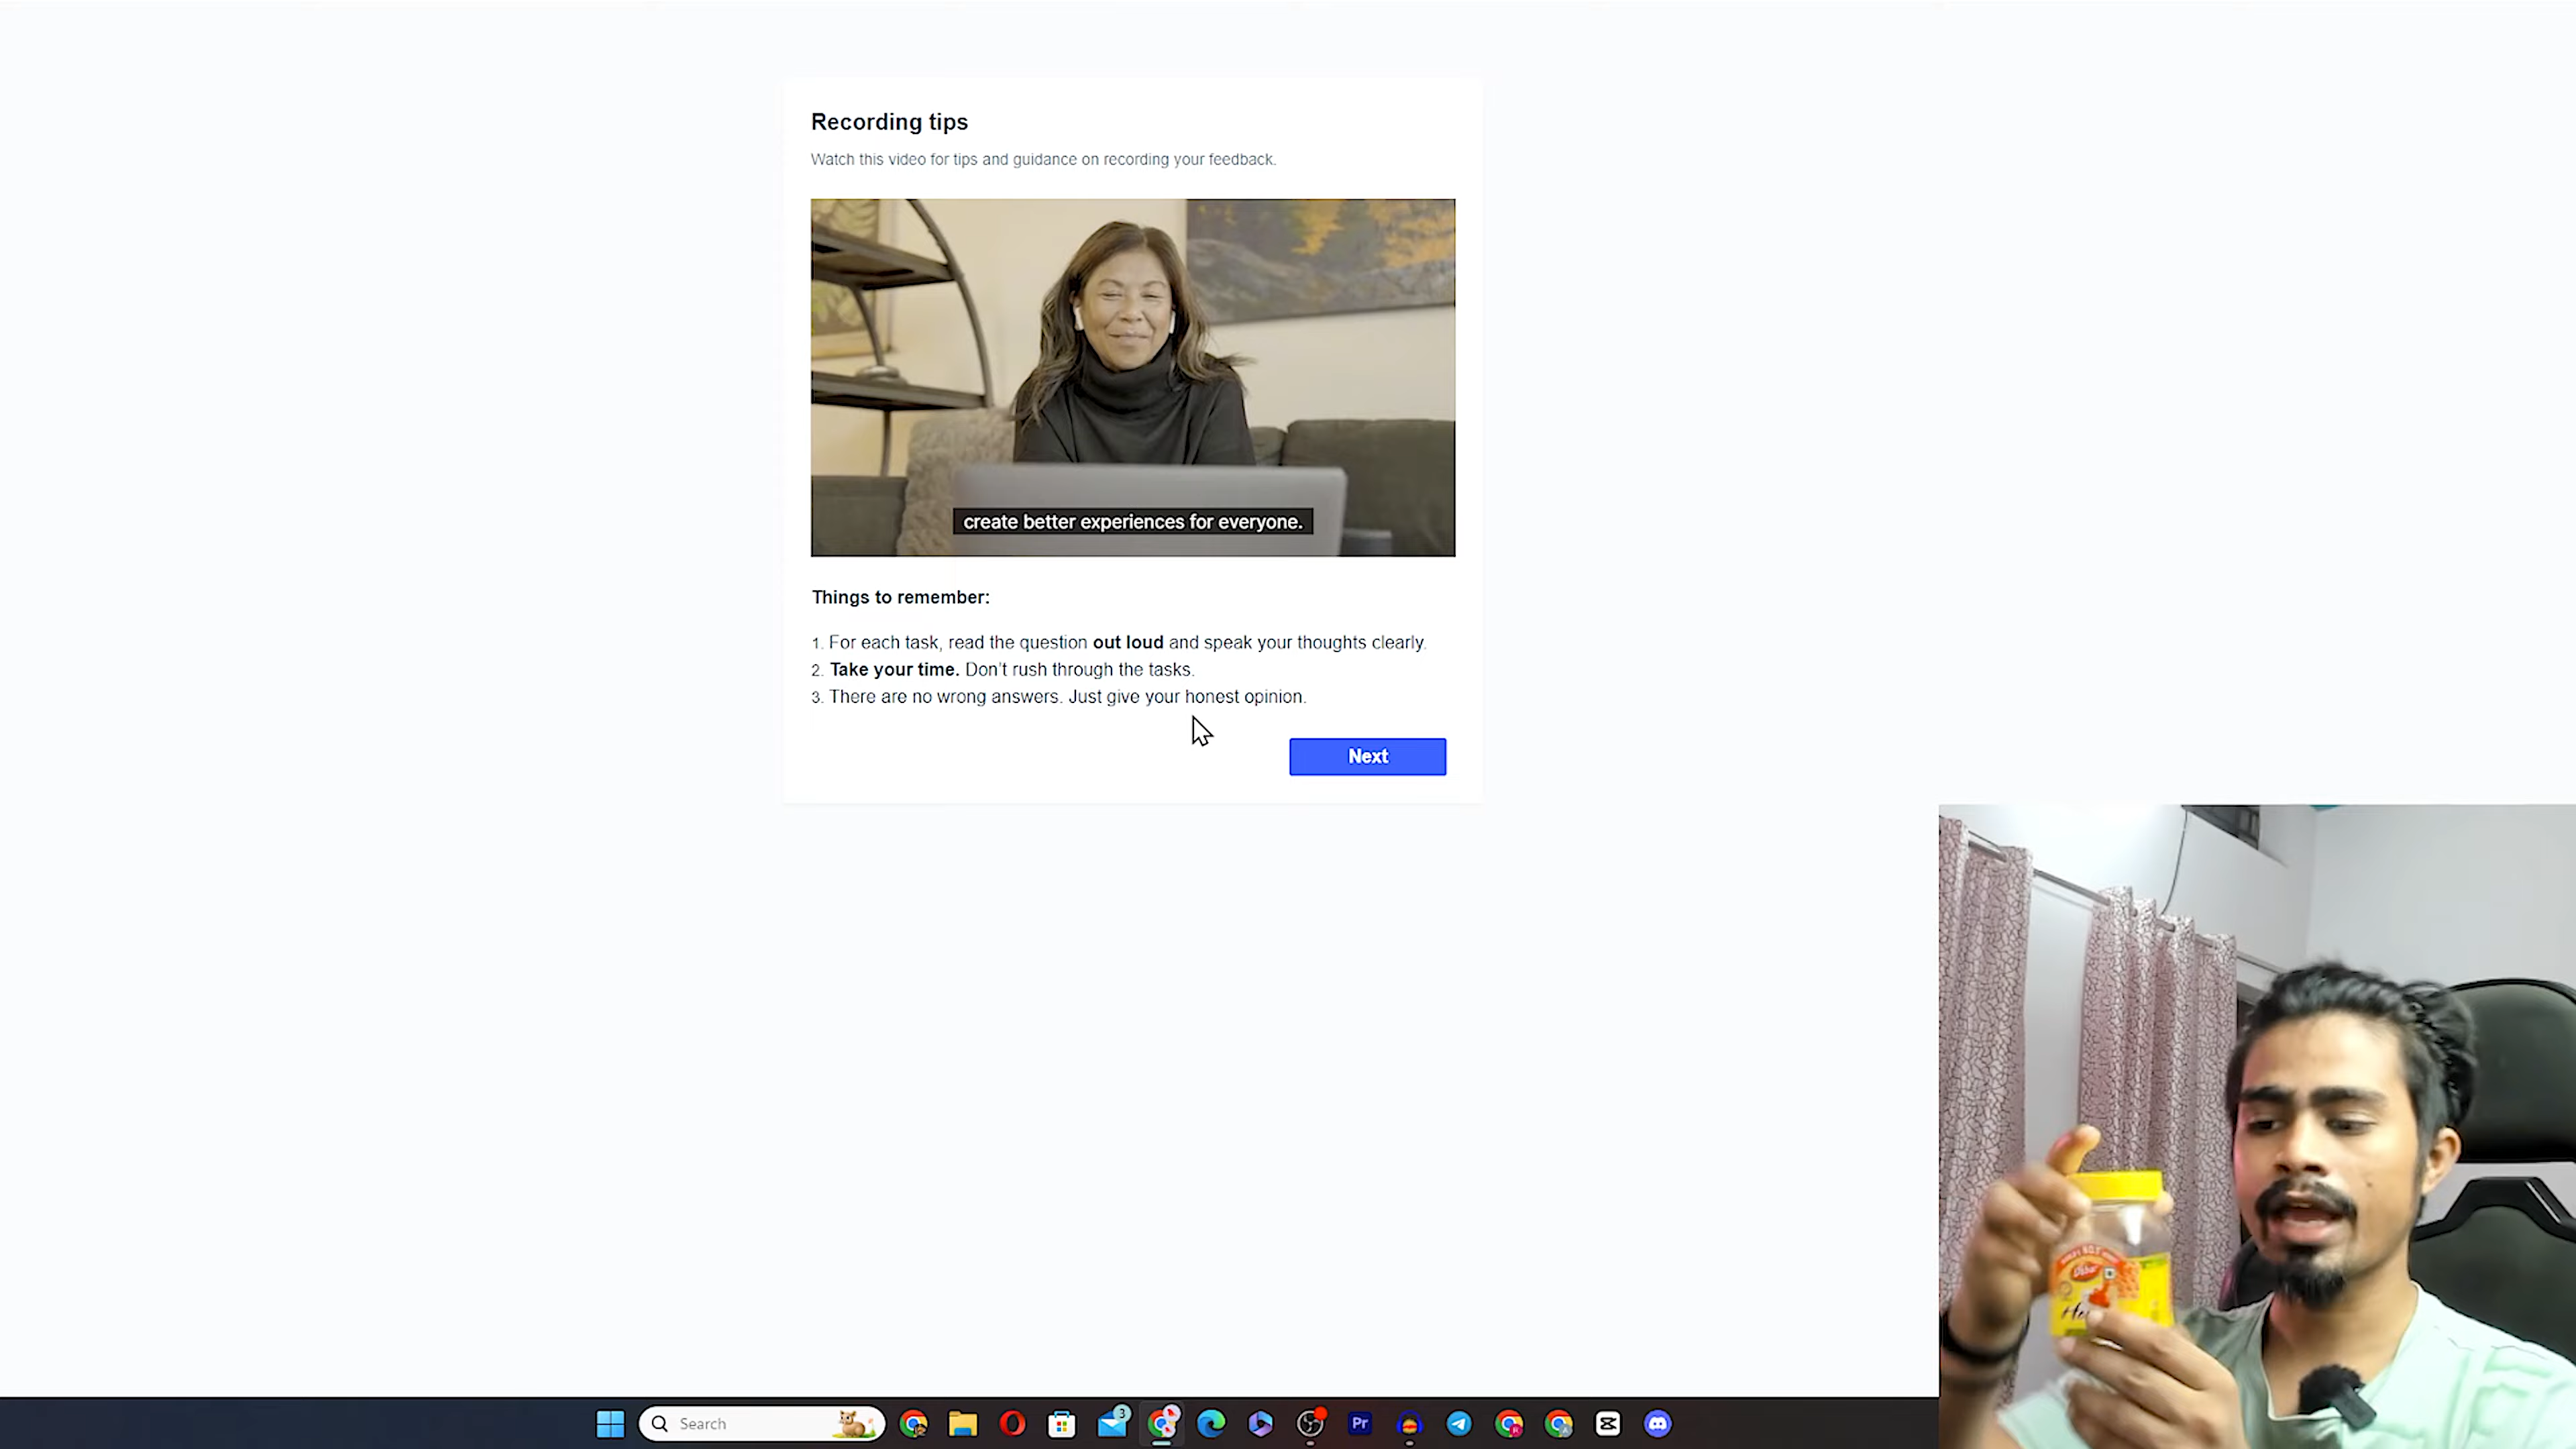 Recording tips
Watch this video for tips and guidance on recording your feedback.
create better experiences for everyone.
Things to remember:
1. For each task, read the question out loud and speak your thoughts clearly.
2. Take your time. Don't rush through the tasks.
3. There are no wrong answers. Just give your honest opinion.
Next
Dabur
Search
3
Pr